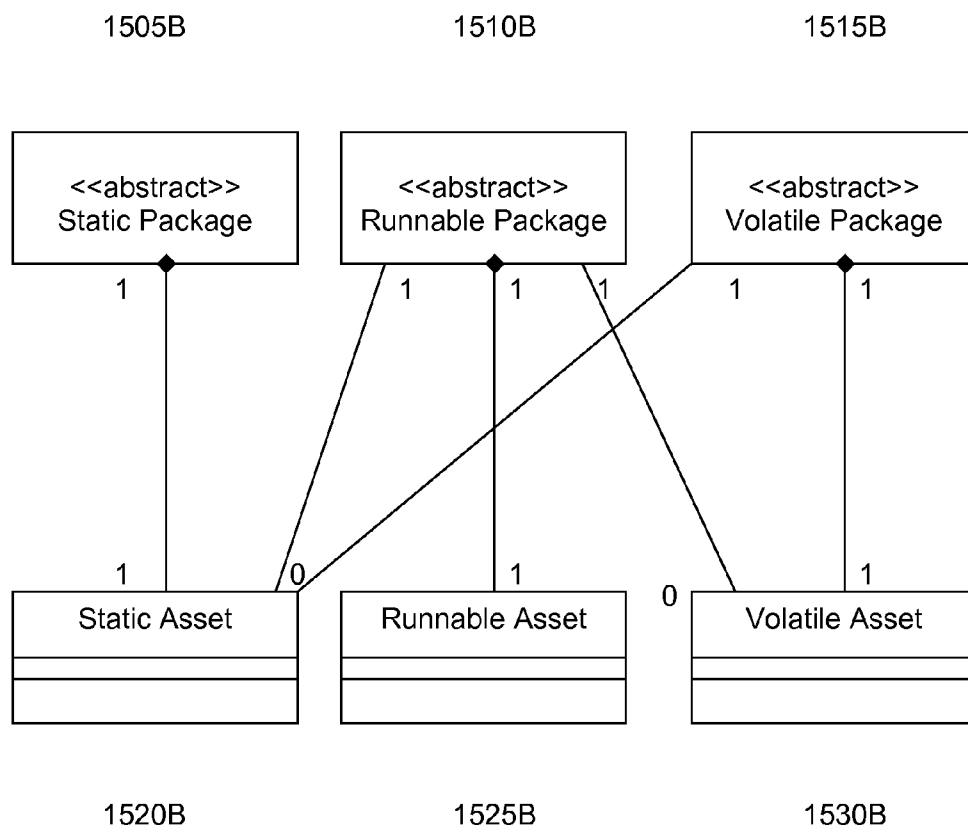 1505B 1510B 1515B
<<abstract>> <<abstract>> <<abstract>>
Static Package Runnable Package Volatile Package
1 1 1 1 1 1
1 0 1 0 1
Static Asset Runnable Asset Volatile Asset
1520B 1525B 1530B